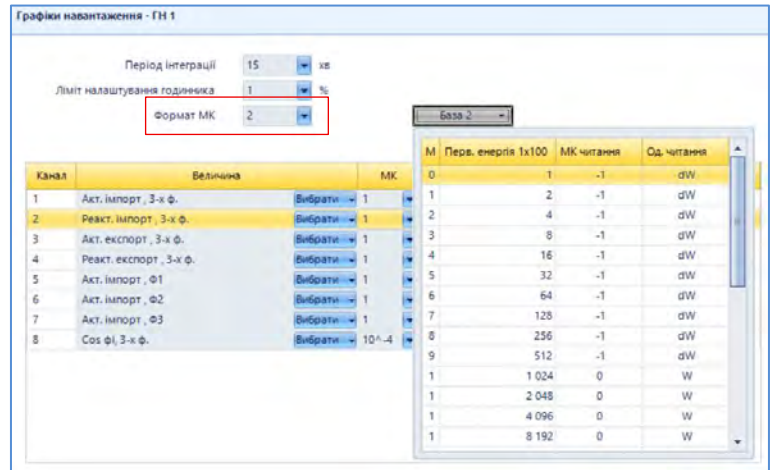 Графіки навантаження - ГН 1
Період інтеграції 15 хв
Ліміт налаштування годинника 1 %
Формат МК 2
База 2
М Перв. енергія 1x100 МК читання Од. читання
0 1 -1 dW
1 2 -1 dW
2 4 -1 dW
3 8 -1 dW
4 16 -1 dW
5 32 -1 dW
6 64 -1 dW
7 128 -1 dW
8 256 -1 dW
9 512 -1 dW
1 1 024 0 W
1 2 048 0 W
1 4 096 0 W
1 8 192 0 W
Канал Величина МК
1 Акт. імпорт , 3-х ф. Вибрати 1
2 Реакт. імпорт , 3-х ф. Вибрати 1
3 Акт. експорт , 3-х ф. Вибрати 1
4 Реакт. експорт , 3-х ф. Вибрати 1
5 Акт. імпорт , Ф1 Вибрати 1
6 Акт. імпорт , Ф2 Вибрати 1
7 Акт. імпорт , Ф3 Вибрати 1
8 Cos фі, 3-х ф. Вибрати 10^-4